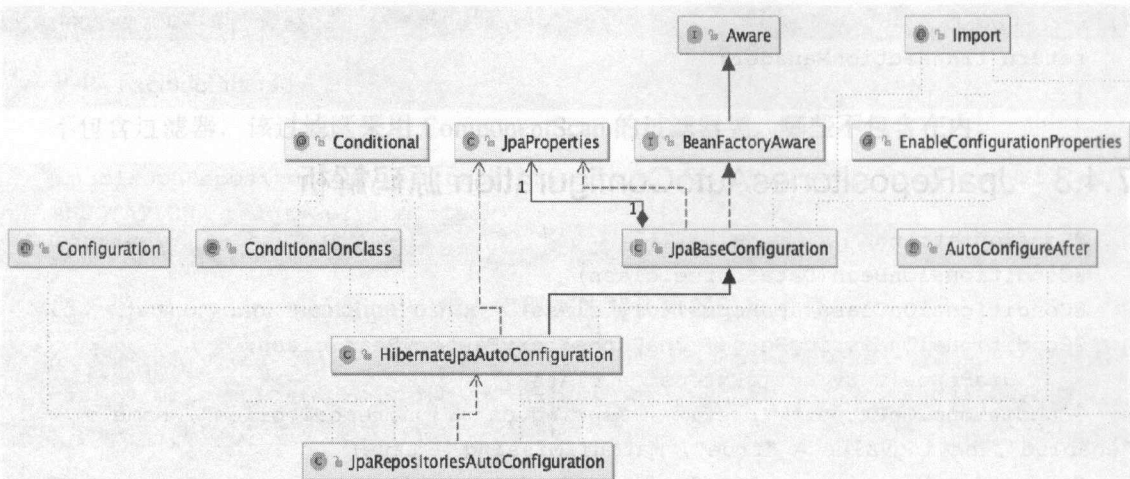 Aware
Import
Conditional
JpaProperties
BeanFactoryAware
EnableConfigurationProperties
1
1
Configuration
ConditionalOnClass
JpaBaseConfiguration
AutoConfigureAfter
HibernateJpaAutoConfiguration
JpaRepositoriesAutoConfiguration